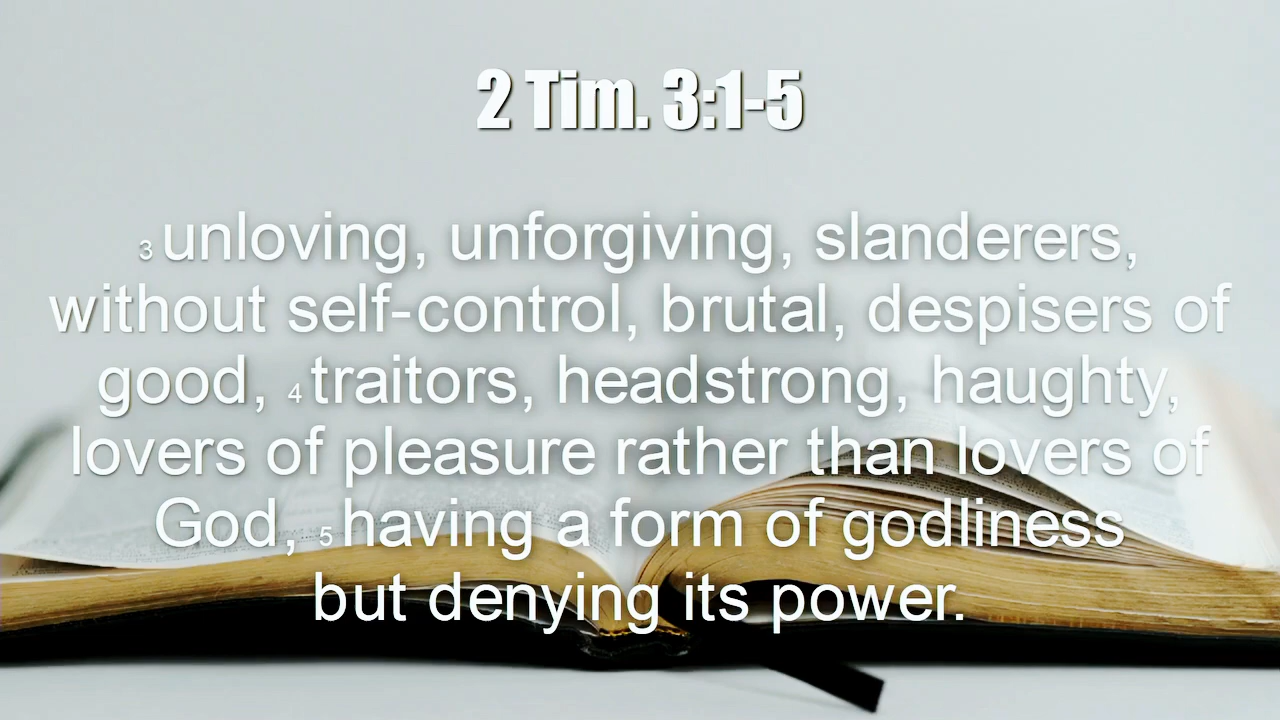 2 Tim. 3:1-5
3 unloving, unforgiving, slanderers,
without self-control, brutal, despisers of
good, 4 traitors, headstrong, haughty,
lovers of pleasure rather than lovers of
God, 5 having a form of godliness
but denying its power.